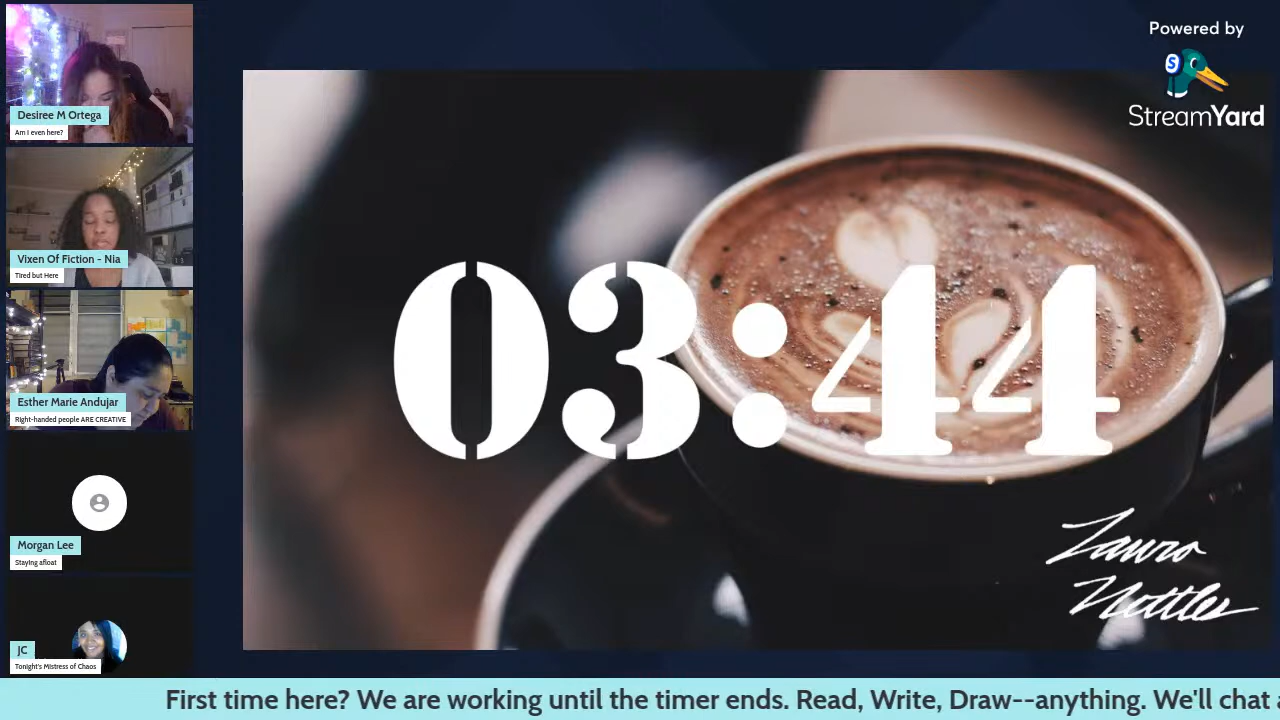 Powered by
StreamYard
Desiree M Ortega
Am I even here?
Vixen Of Fiction - Nia
Tired but Here
Esther Marie Andujar
Right-handed people ARE CREATIVE
Morgan Lee
Staying afloat
JC
Tonight's Mistress of Chaos
03:44
First time here? We are working until the timer ends. Read, Write, Draw--anything. We'll chat